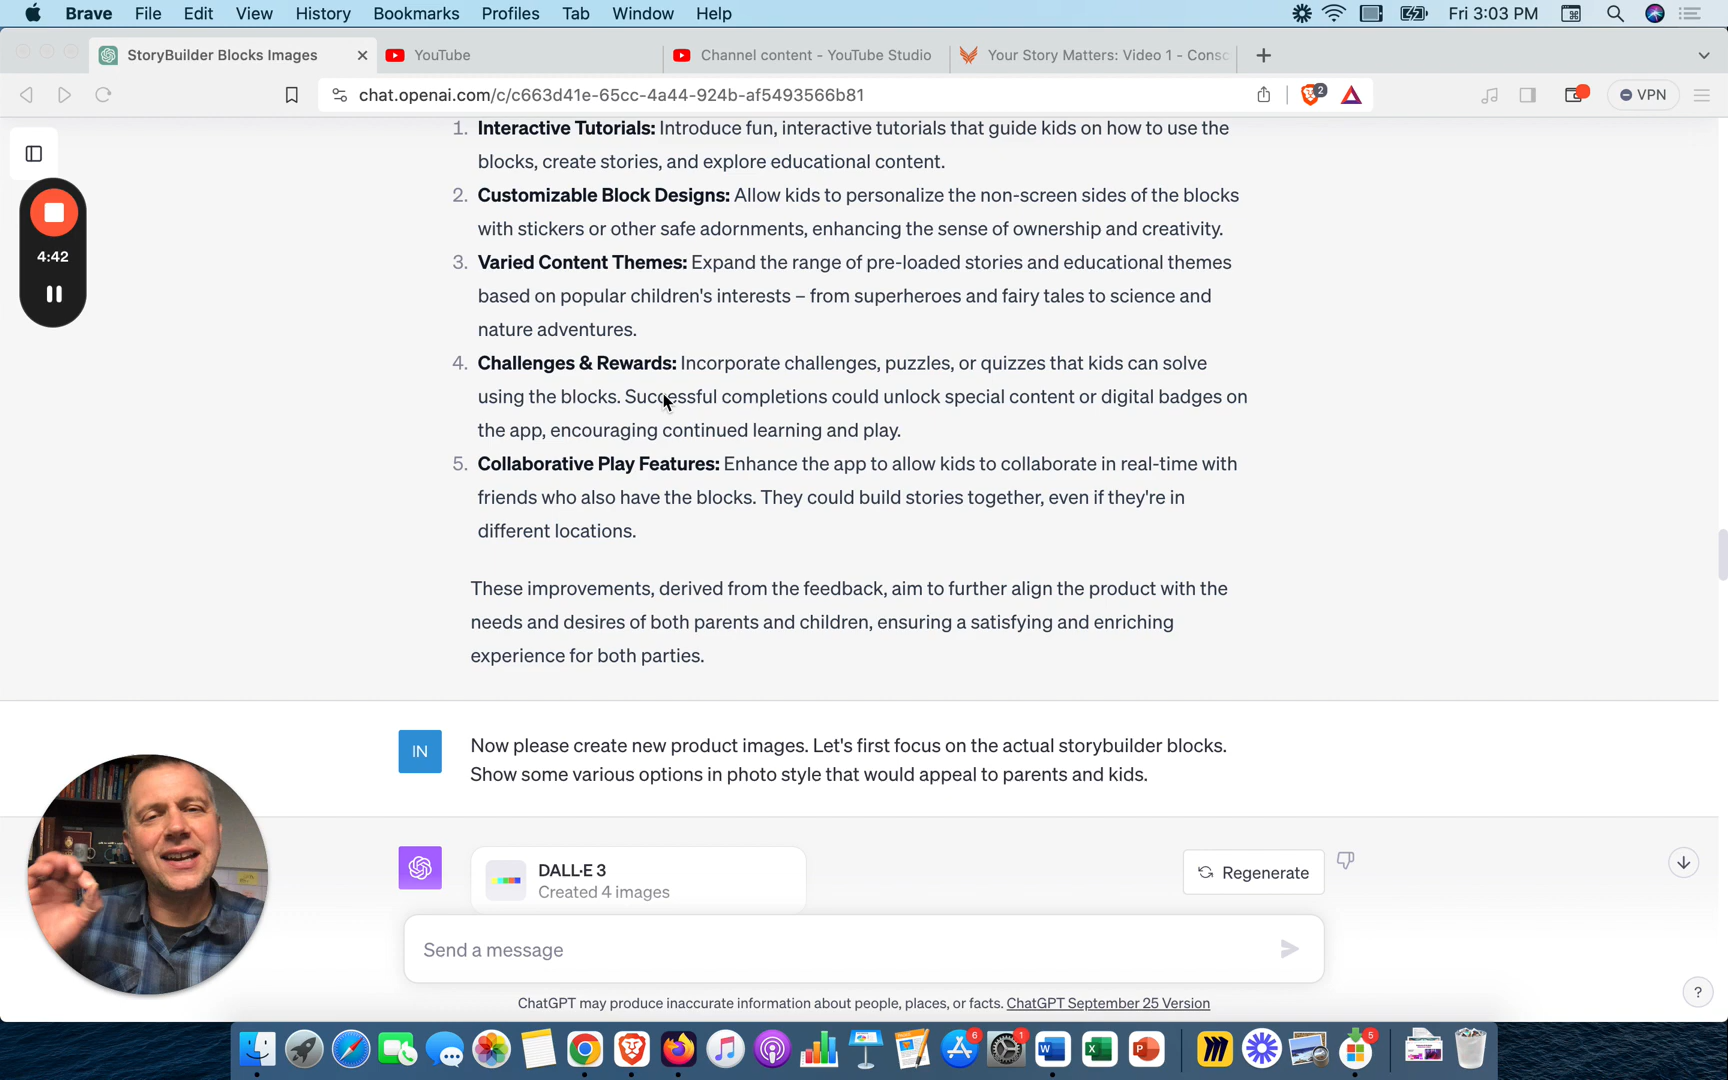 Brave File Edit View History Bookmarks Profiles Tab Window Help Fri 3:03 PM
StoryBuilder Blocks Images YouTube Channel content - YouTube Studio Your Story Matters: Video 1 - Consc
chat.openai.com/c/c663d41e-65cc-4a44-924b-af5493566b81 2 VPN
1. Interactive Tutorials: Introduce fun, interactive tutorials that guide kids on how to use the
blocks, create stories, and explore educational content.
2. Customizable Block Designs: Allow kids to personalize the non-screen sides of the blocks
with stickers or other safe adornments, enhancing the sense of ownership and creativity.
4:42
3. Varied Content Themes: Expand the range of pre-loaded stories and educational themes
based on popular children's interests – from superheroes and fairy tales to science and
nature adventures.
4. Challenges & Rewards: Incorporate challenges, puzzles, or quizzes that kids can solve
using the blocks. Successful completions could unlock special content or digital badges on
the app, encouraging continued learning and play.
5. Collaborative Play Features: Enhance the app to allow kids to collaborate in real-time with
friends who also have the blocks. They could build stories together, even if they're in
different locations.
These improvements, derived from the feedback, aim to further align the product with the
needs and desires of both parents and children, ensuring a satisfying and enriching
experience for both parties.
IN
Now please create new product images. Let's first focus on the actual storybuilder blocks.
Show some various options in photo style that would appeal to parents and kids.
DALL·E 3
Created 4 images
Regenerate
Send a message
ChatGPT may produce inaccurate information about people, places, or facts. ChatGPT September 25 Version
?
6 1 W X P 5